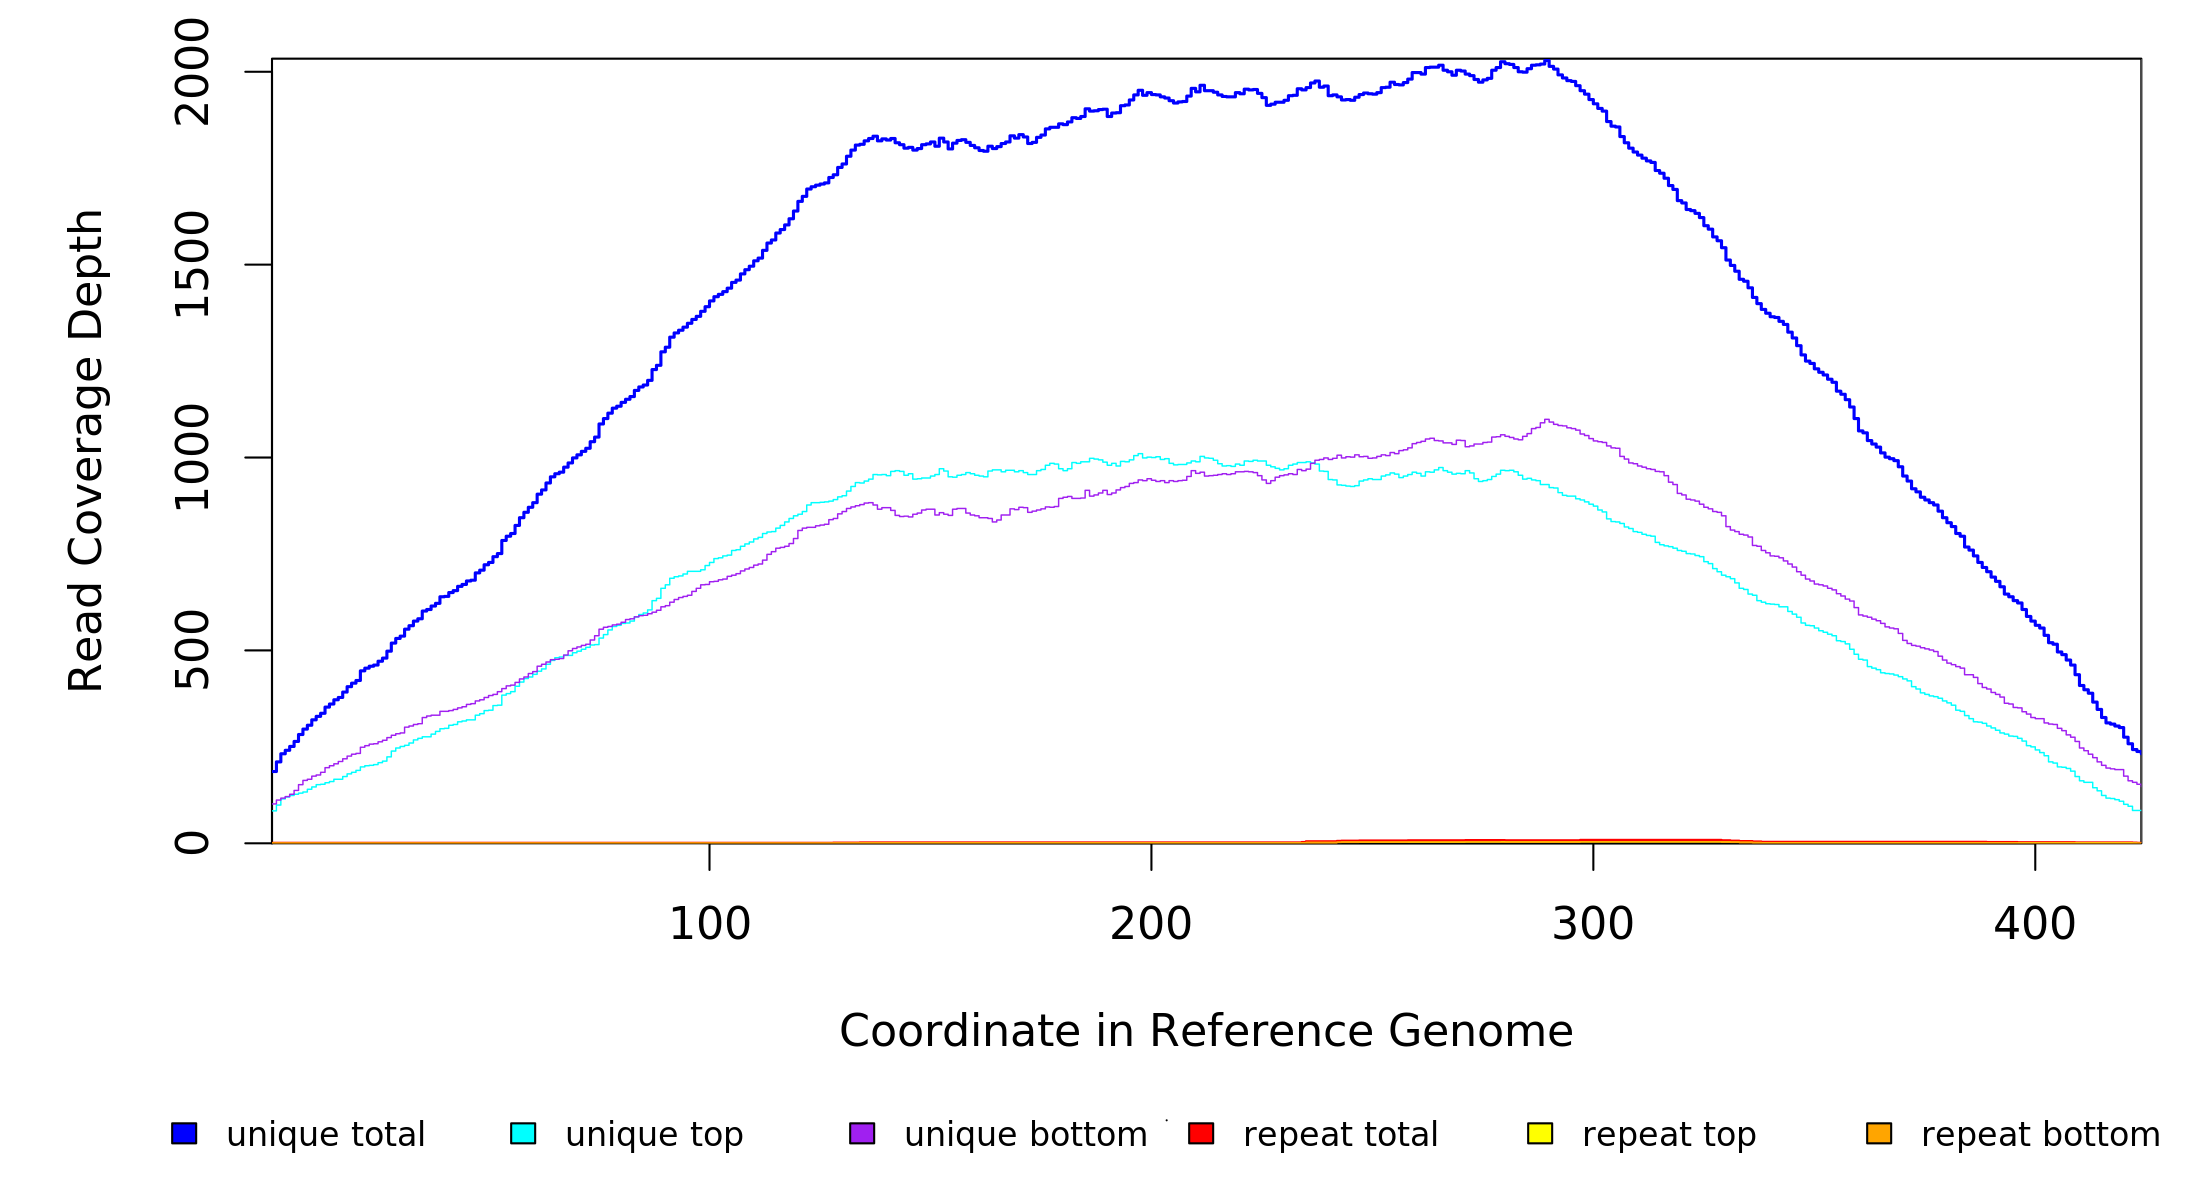 2000
1500
1000
500
0
Read Coverage Depth
100 200 300 400
Coordinate in Reference Genome
unique total unique top unique bottom repeat total repeat top repeat bottom